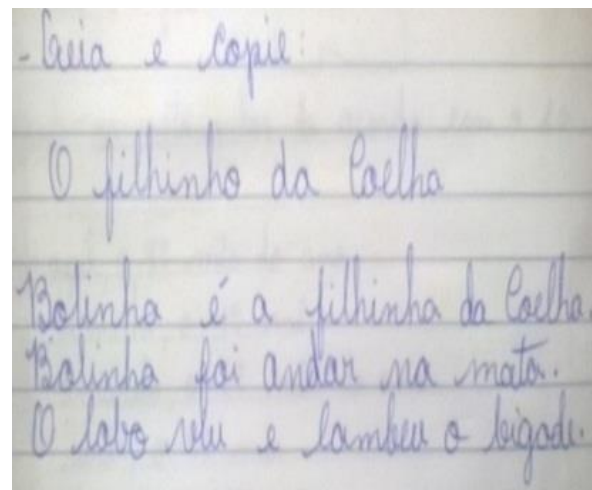 - Leia e copie:
O filhinho da Coelha
Bolinha é a filhinha da Coelha.
Bolinha foi andar na mata.
O lobo viu e lambeu o bigode.